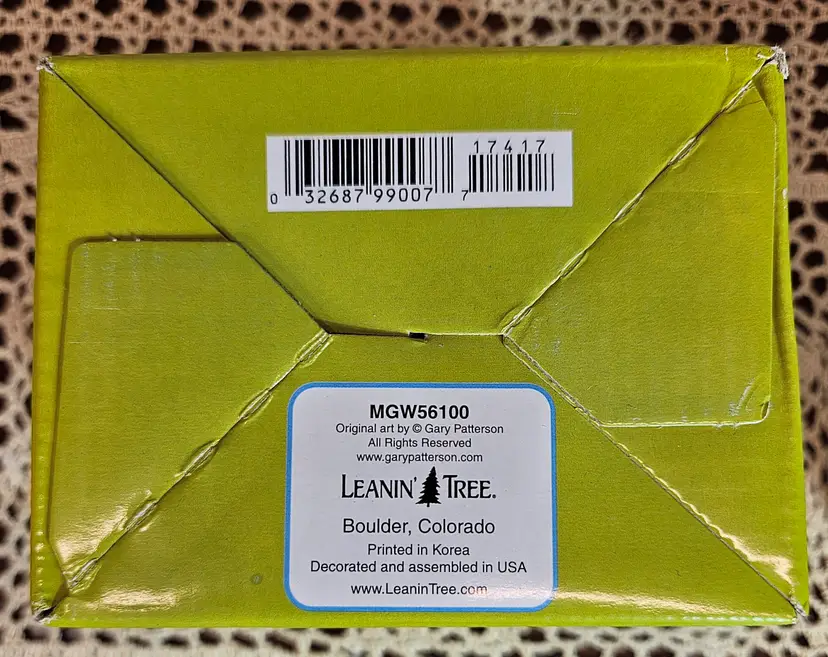 17417
0 32687 99007 7
MGW56100
Original art by © Gary Patterson
All Rights Reserved
www.garypatterson.com
LEANIN' TREE.
Boulder, Colorado
Printed in Korea
Decorated and assembled in USA
www.LeaninTree.com